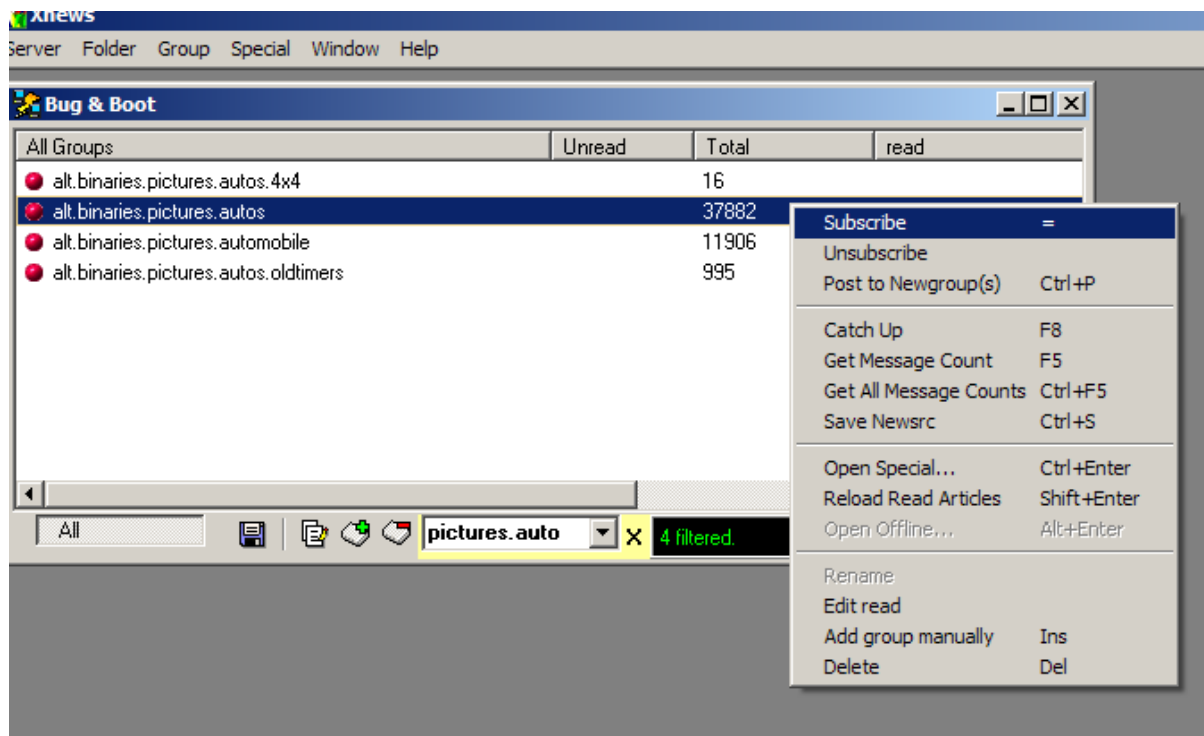 Xnews
Server Folder Group Special Window Help
Bug & Boot
All Groups Unread Total read
alt.binaries.pictures.autos.4x4 16
alt.binaries.pictures.autos 37882
alt.binaries.pictures.automobile 11906
alt.binaries.pictures.autos.oldtimers 995
Subscribe =
Unsubscribe
Post to Newgroup(s) Ctrl+P
Catch Up F8
Get Message Count F5
Get All Message Counts Ctrl+F5
Save Newsrc Ctrl+S
Open Special... Ctrl+Enter
Reload Read Articles Shift+Enter
Open Offline... Alt+Enter
Rename
Edit read
Add group manually Ins
Delete Del
All pictures.auto X 4 filtered.